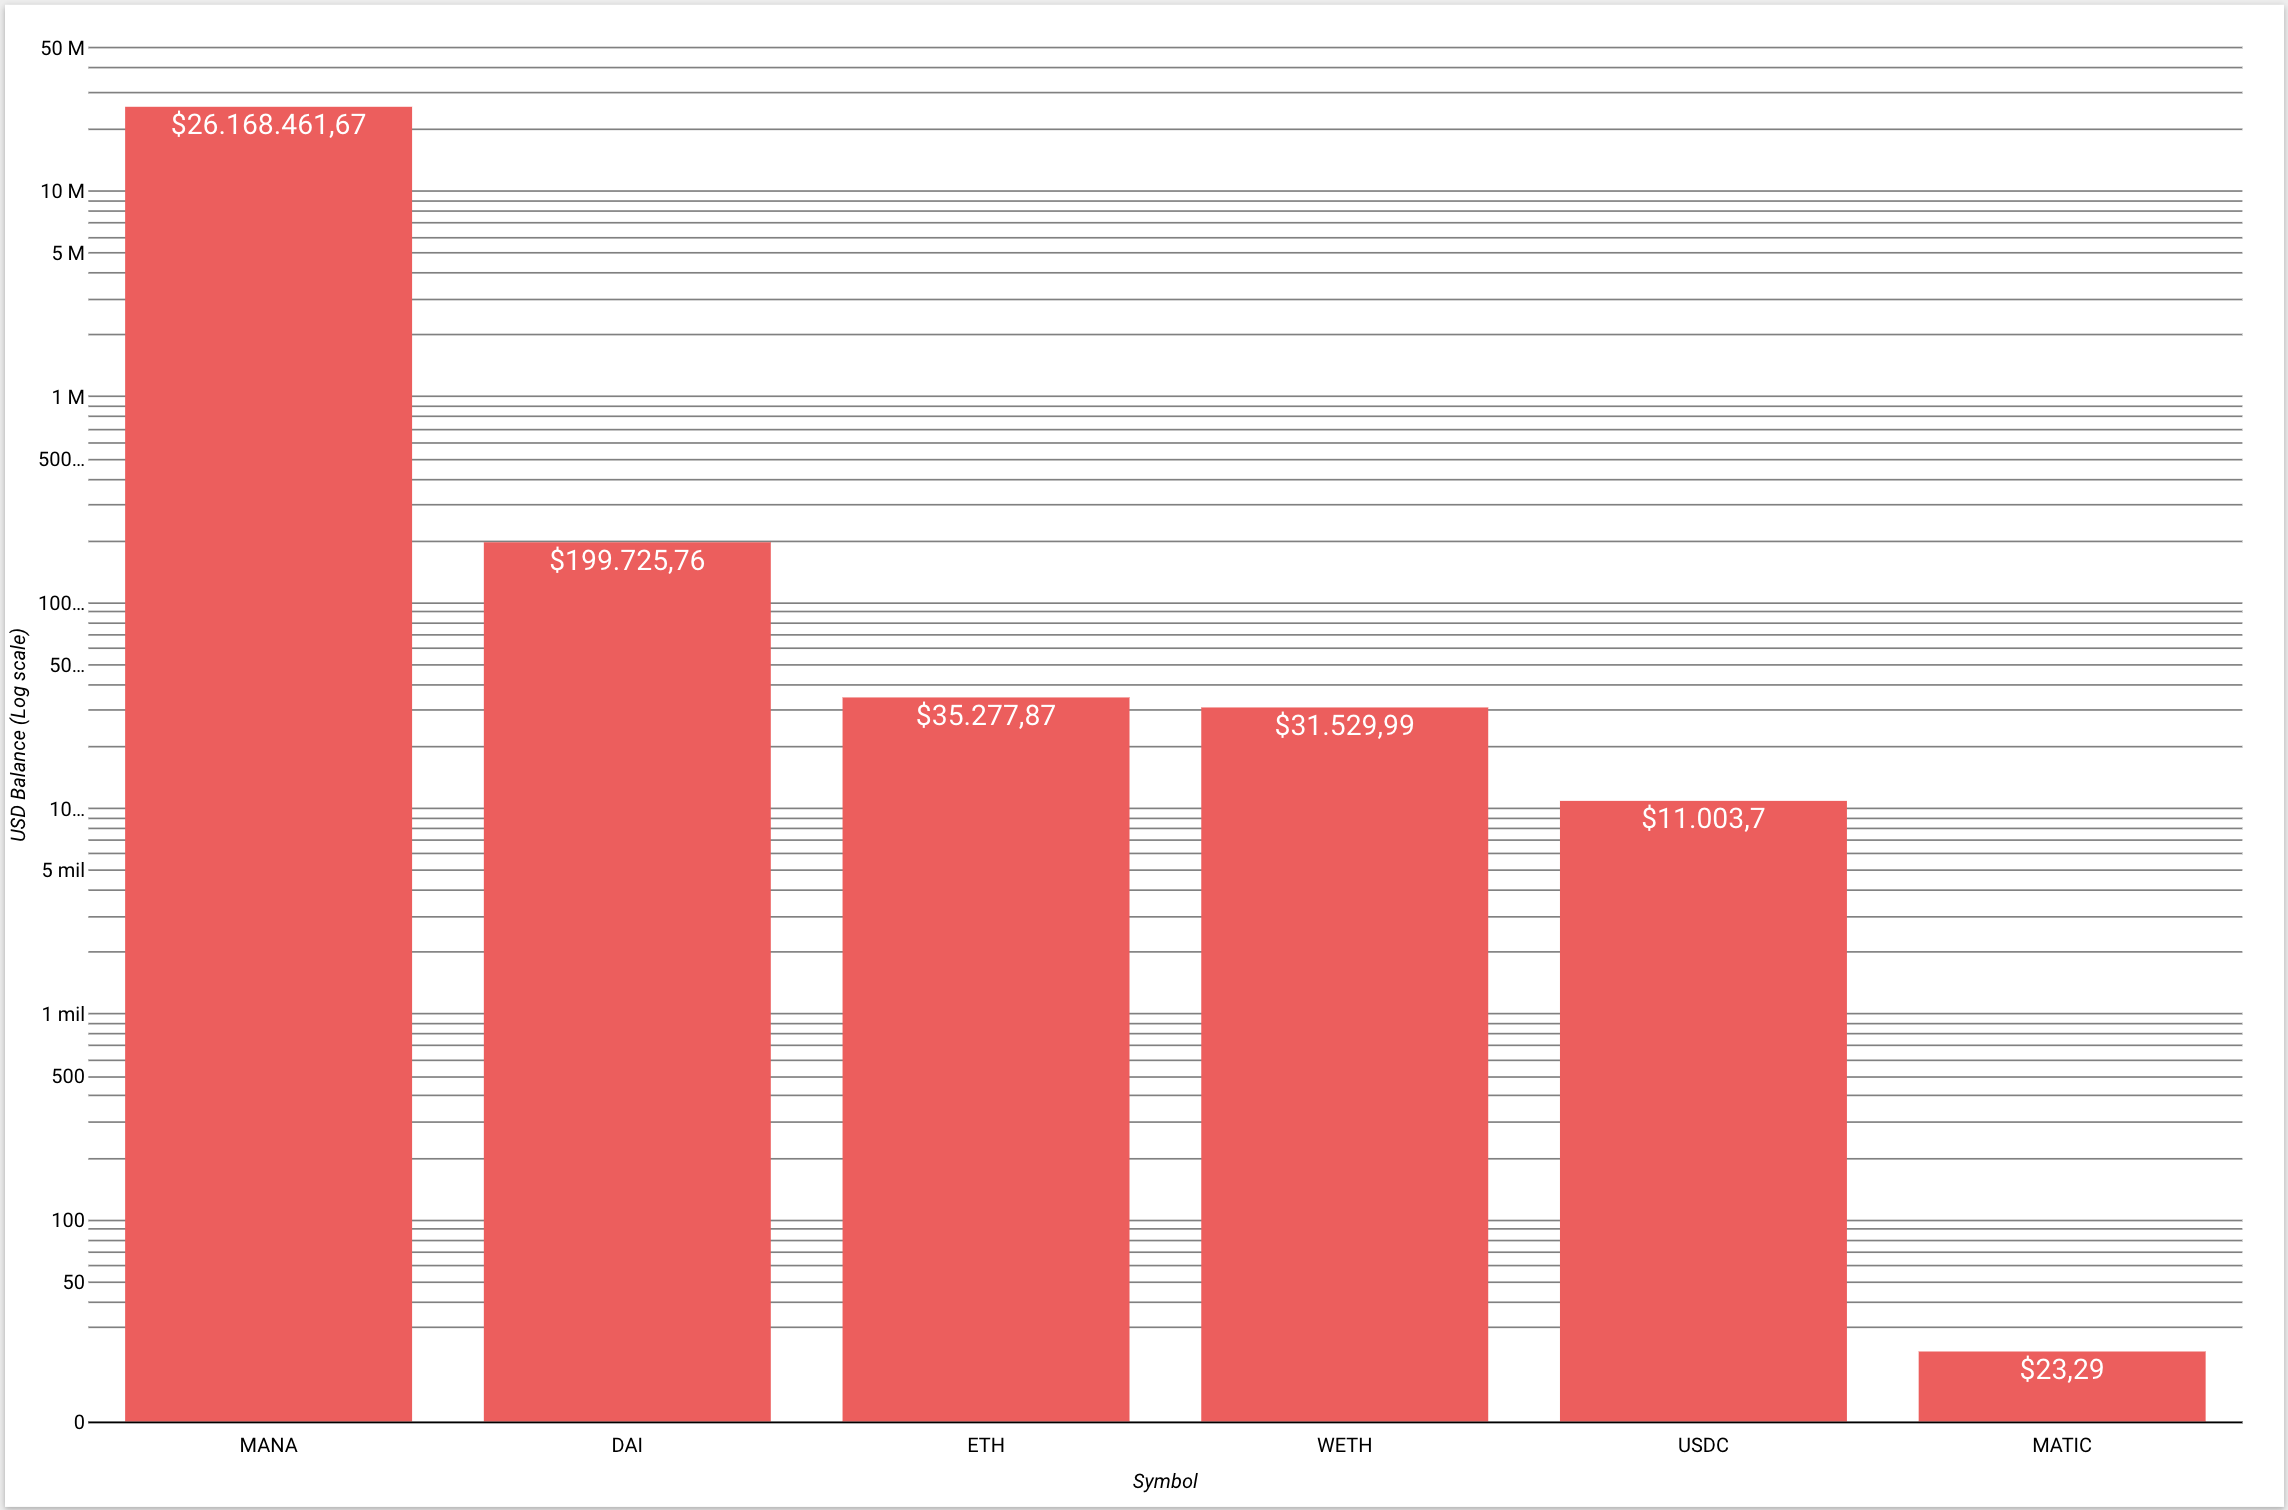 50 M
10 M
5 M
1 M
500...
100...
50...
10...
5 mil
1 mil
500
100
50
0
USD Balance (Log scale)
$26.168.461,67
$199.725,76
$35.277,87
$31.529,99
$11.003,7
$23,29
MANA
DAI
ETH
WETH
USDC
MATIC
Symbol